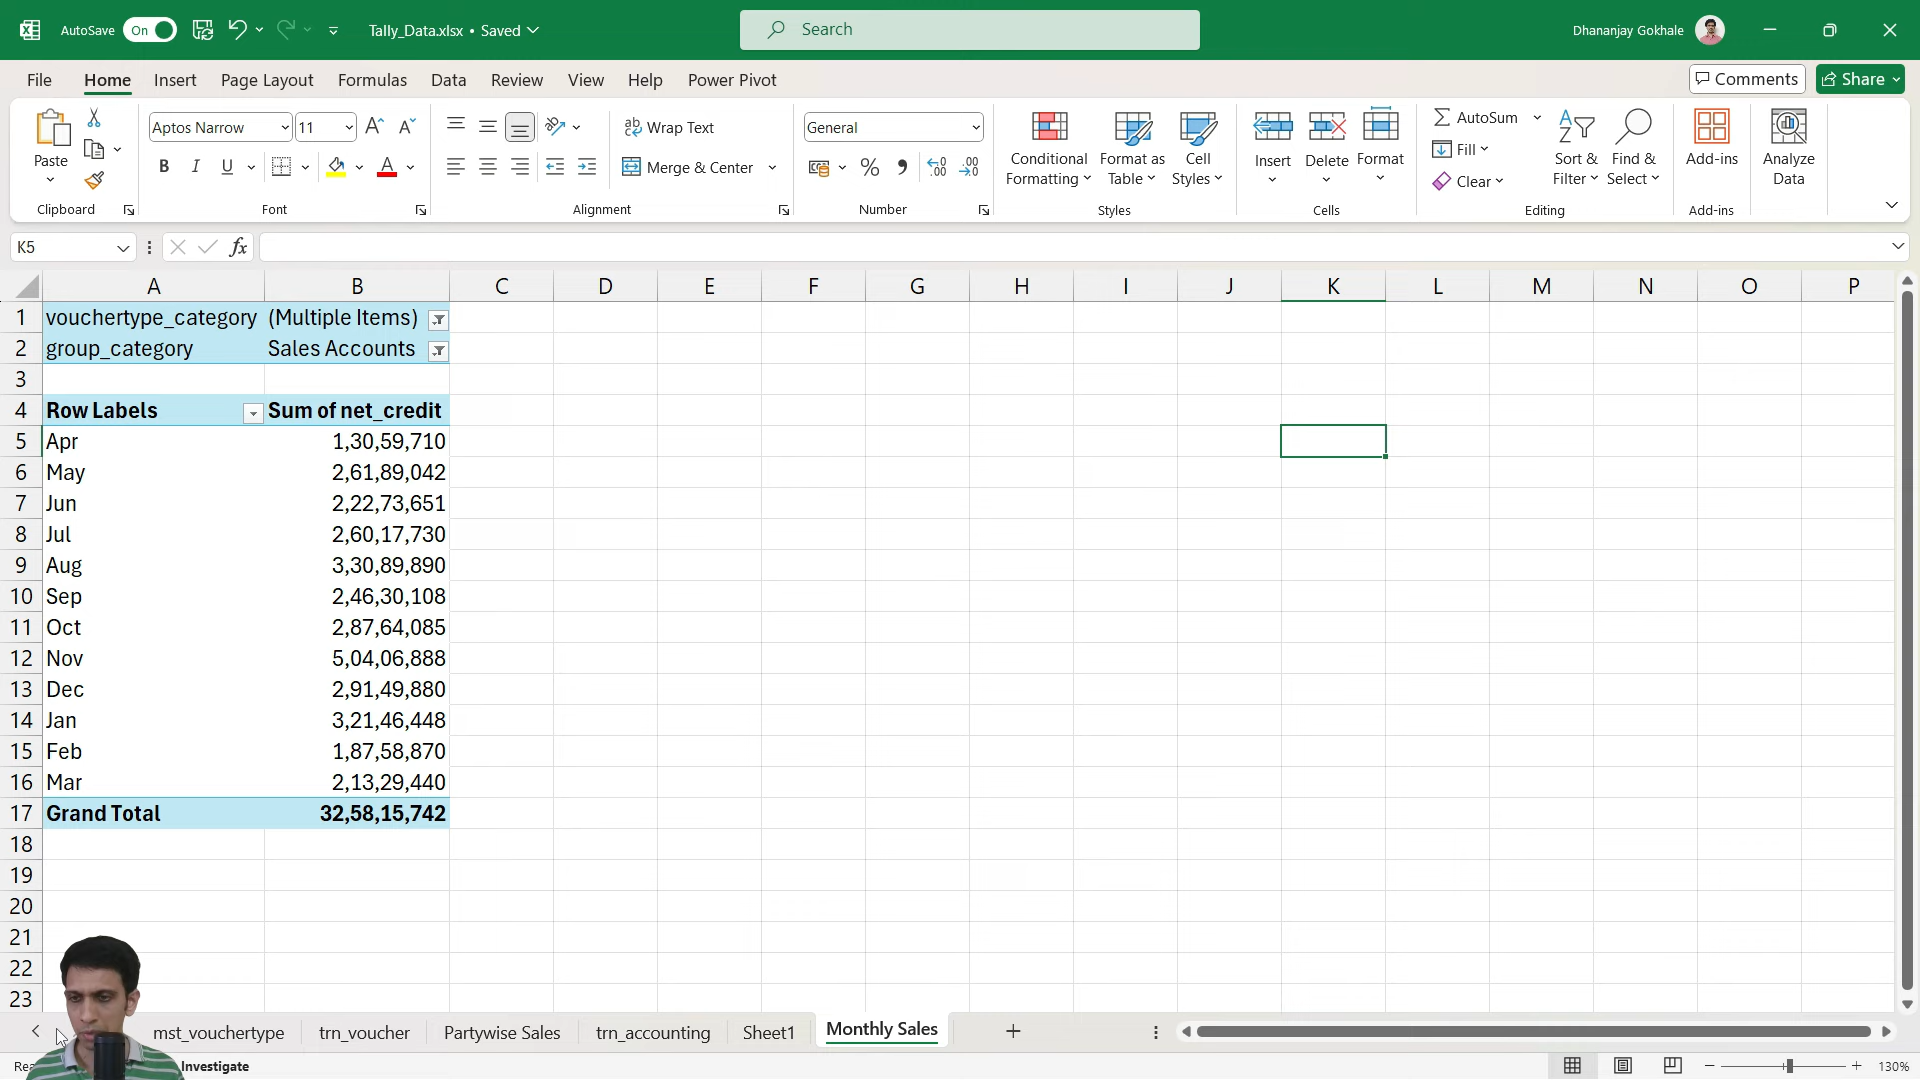 AutoSave On Tally_Data.xlsx • Saved Search Dhananjay Gokhale
File Home Insert Page Layout Formulas Data Review View Help Power Pivot Comments Share
Paste Aptos Narrow 11 Wrap Text General Conditional Formatting Format as Table Cell Styles Insert Delete Format AutoSum Sort & Filter Find & Select Add-ins Analyze Data
B I U Merge & Center Fill
Clear
Clipboard Font Alignment Number Styles Cells Editing Add-ins
K5 fx
A B C D E F G H I J K L M N O P
1 vouchertype_category (Multiple Items)
2 group_category Sales Accounts
3
4 Row Labels Sum of net_credit
5 Apr 1,30,59,710
6 May 2,61,89,042
7 Jun 2,22,73,651
8 Jul 2,60,17,730
9 Aug 3,30,89,890
10 Sep 2,46,30,108
11 Oct 2,87,64,085
12 Nov 5,04,06,888
13 Dec 2,91,49,880
14 Jan 3,21,46,448
15 Feb 1,87,58,870
16 Mar 2,13,29,440
17 Grand Total 32,58,15,742
18
19
20
21
22
23
mst_vouchertype trn_voucher Partywise Sales trn_accounting Sheet1 Monthly Sales
Investigate 130%